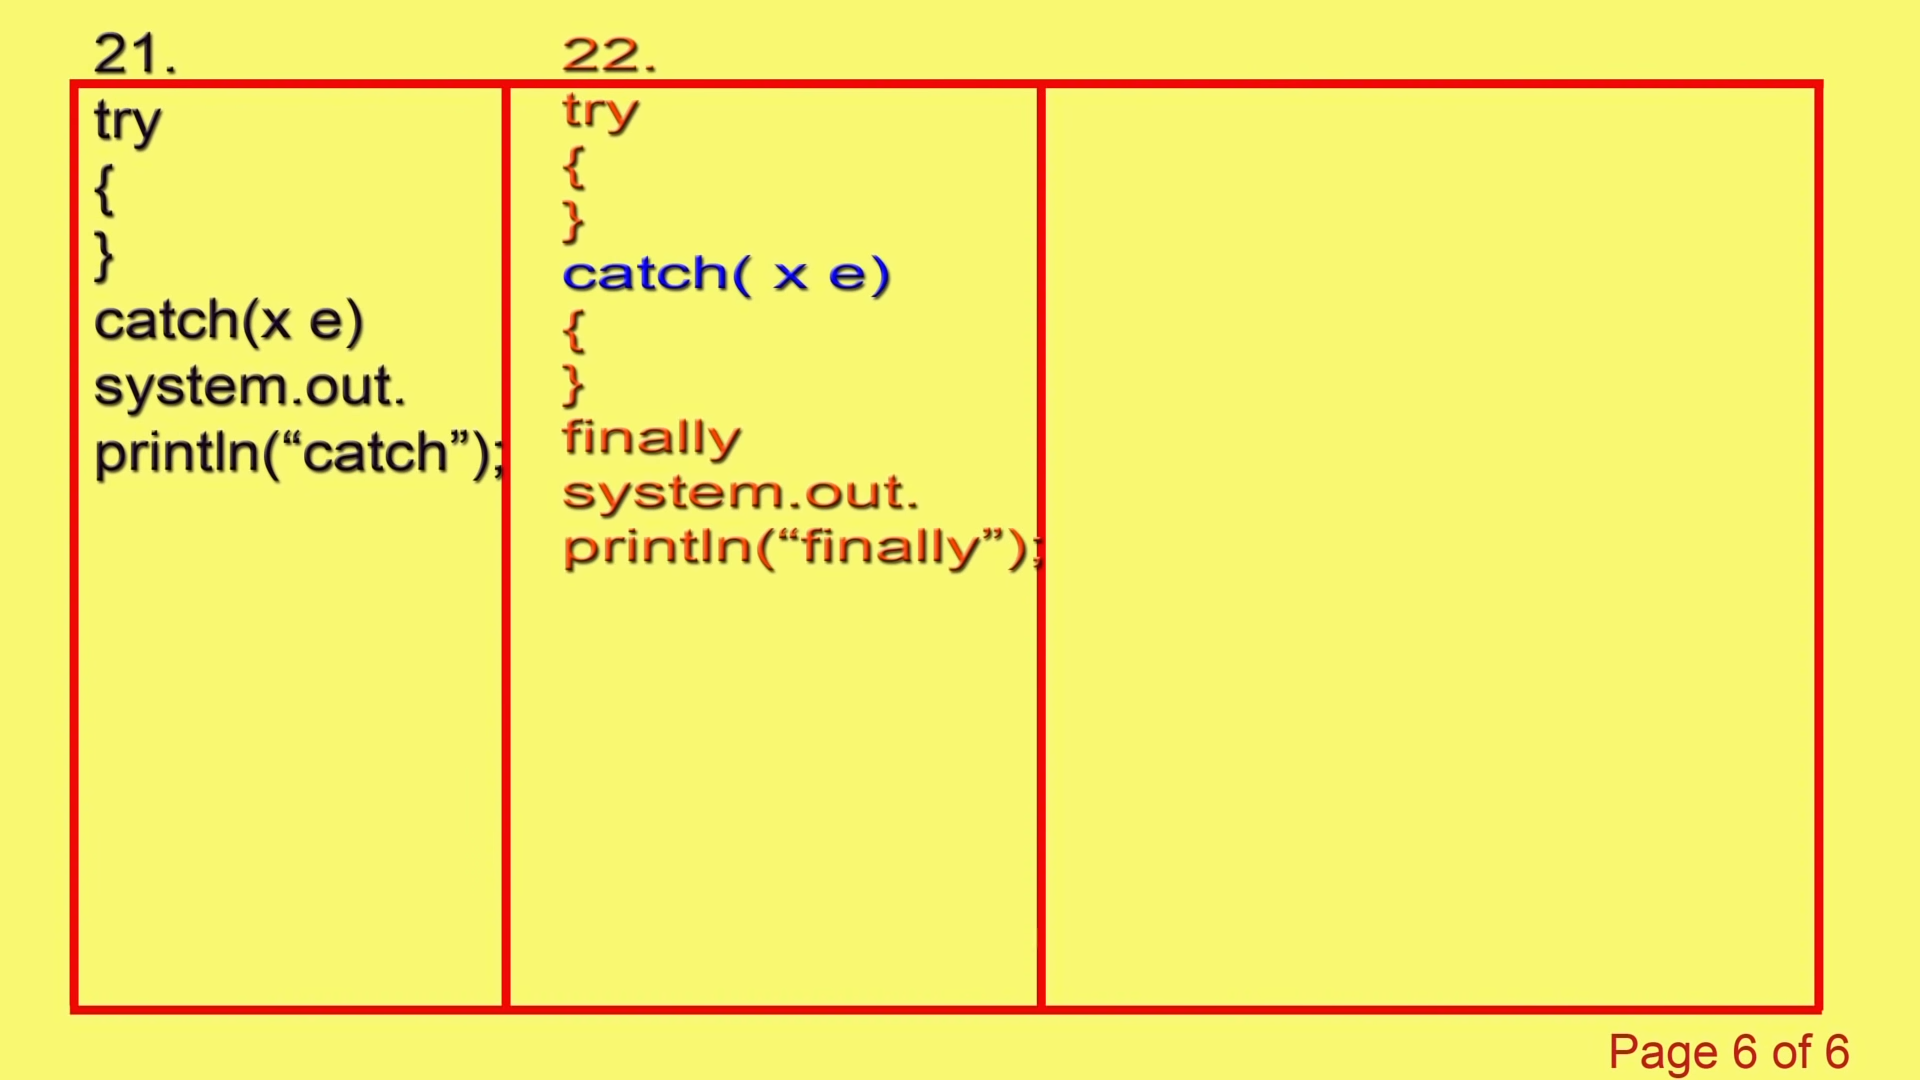 21.
try
{
}
catch(x e)
system.out.
println(“catch”);
22.
try
{
}
catch( x e)
{
}
finally
system.out.
println(“finally”);
Page 6 of 6